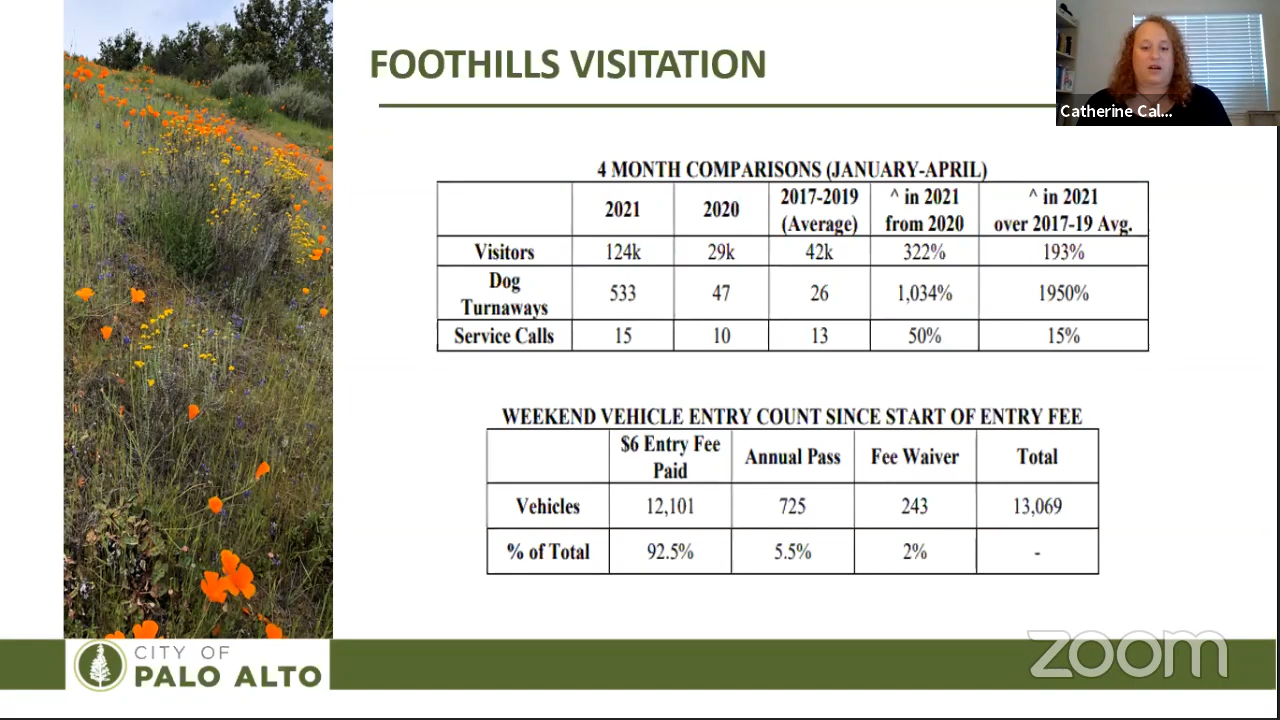 FOOTHILLS VISITATION
Catherine Cal...
4 MONTH COMPARISONS (JANUARY-APRIL)
2021 2020 2017-2019 (Average) ^ in 2021 from 2020 ^ in 2021 over 2017-19 Avg.
Visitors 124k 29k 42k 322% 193%
Dog Turnaways 533 47 26 1,034% 1950%
Service Calls 15 10 13 50% 15%
WEEKEND VEHICLE ENTRY COUNT SINCE START OF ENTRY FEE
$6 Entry Fee Paid Annual Pass Fee Waiver Total
Vehicles 12,101 725 243 13,069
% of Total 92.5% 5.5% 2% -
CITY OF
PALO ALTO
zoom